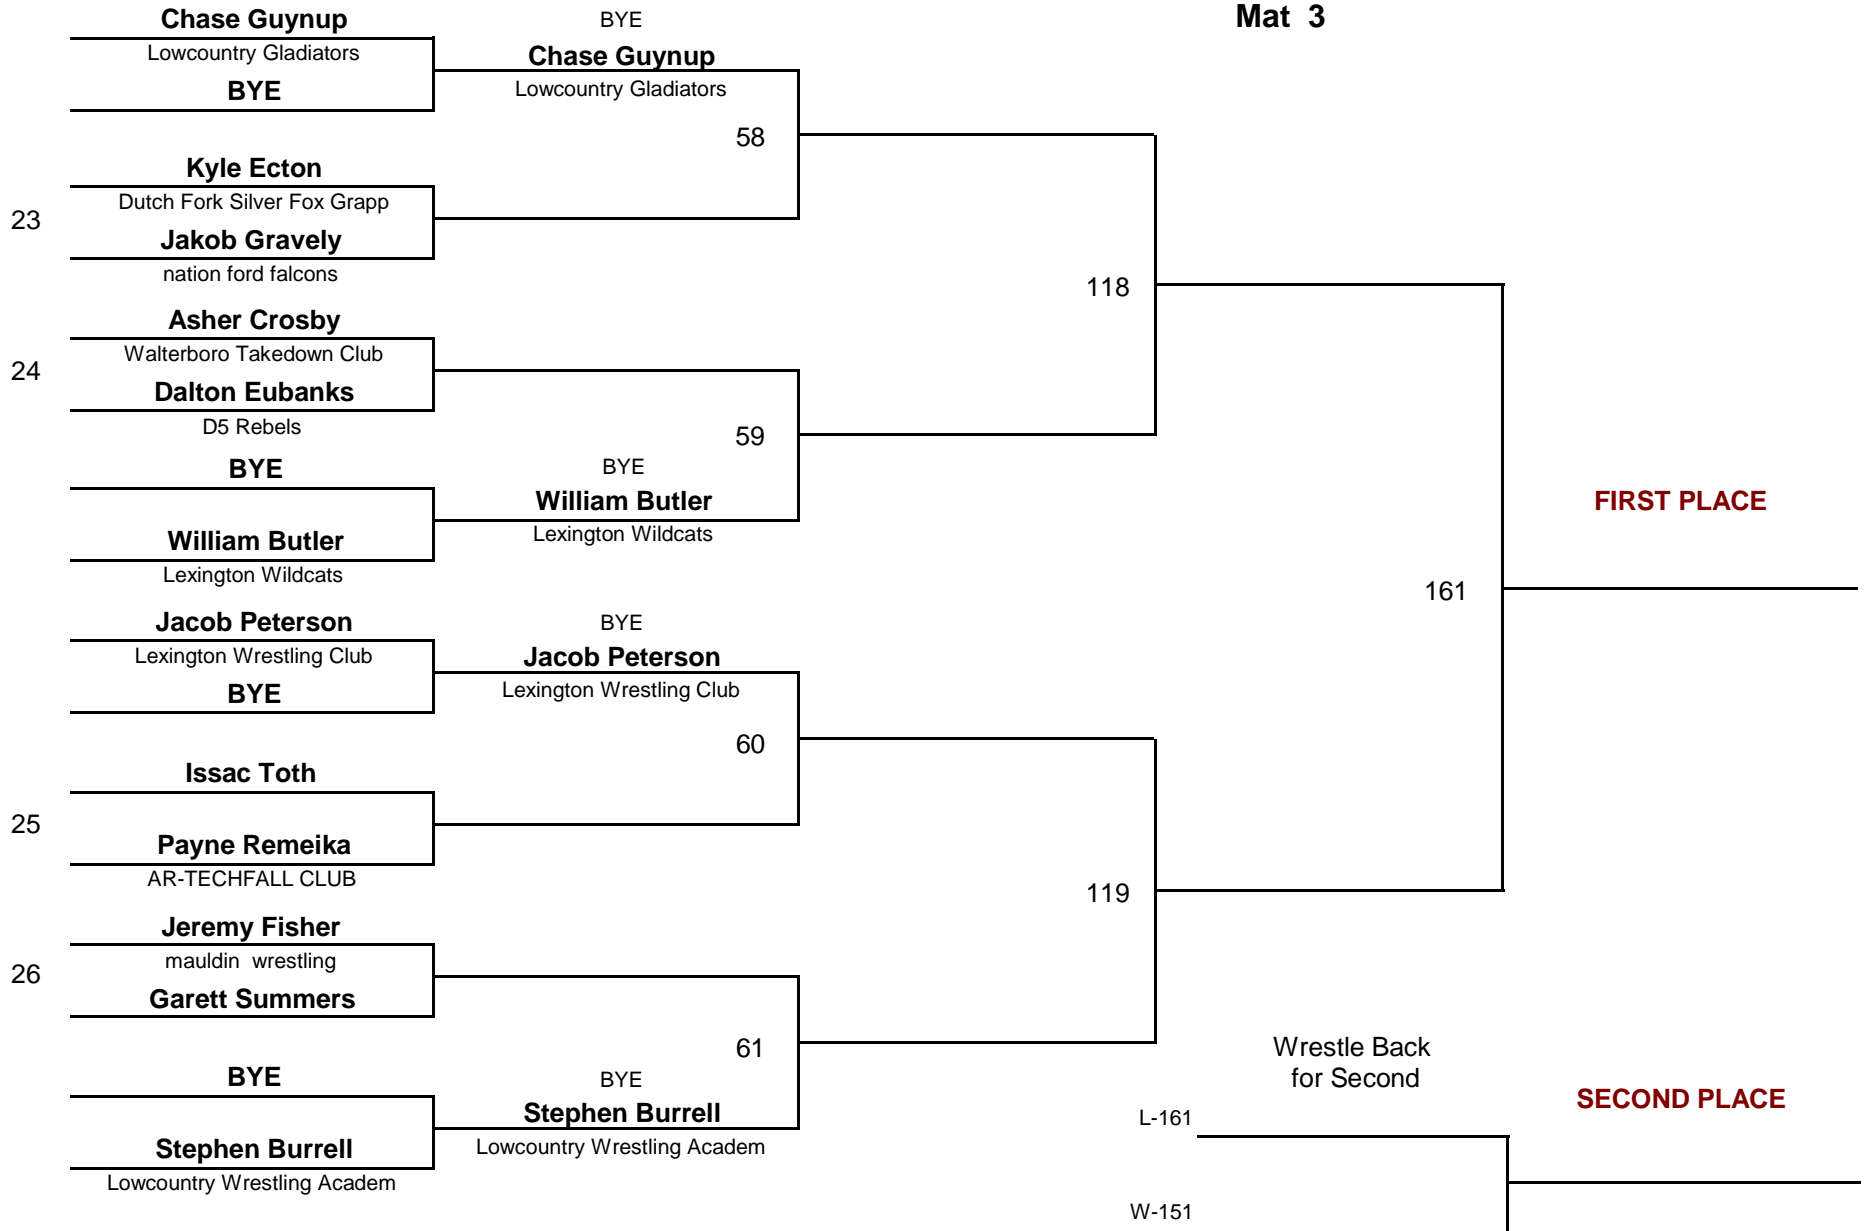 Mat 3
Chase Guynup
Lowcountry Gladiators
BYE
23
Kyle Ecton
Dutch Fork Silver Fox Grapp
Jakob Gravely
nation ford falcons
24
Asher Crosby
Walterboro Takedown Club
Dalton Eubanks
D5 Rebels
BYE
William Butler
Lexington Wildcats
Jacob Peterson
Lexington Wrestling Club
BYE
25
Issac Toth
Payne Remeika
AR-TECHFALL CLUB
26
Jeremy Fisher
mauldin wrestling
Garett Summers
BYE
Stephen Burrell
Lowcountry Wrestling Academ
BYE
Chase Guynup
Lowcountry Gladiators
58
59
BYE
William Butler
Lexington Wildcats
BYE
Jacob Peterson
Lexington Wrestling Club
60
61
BYE
Stephen Burrell
Lowcountry Wrestling Academ
118
119
161
FIRST PLACE
Wrestle Back
for Second
SECOND PLACE
L-161
W-151